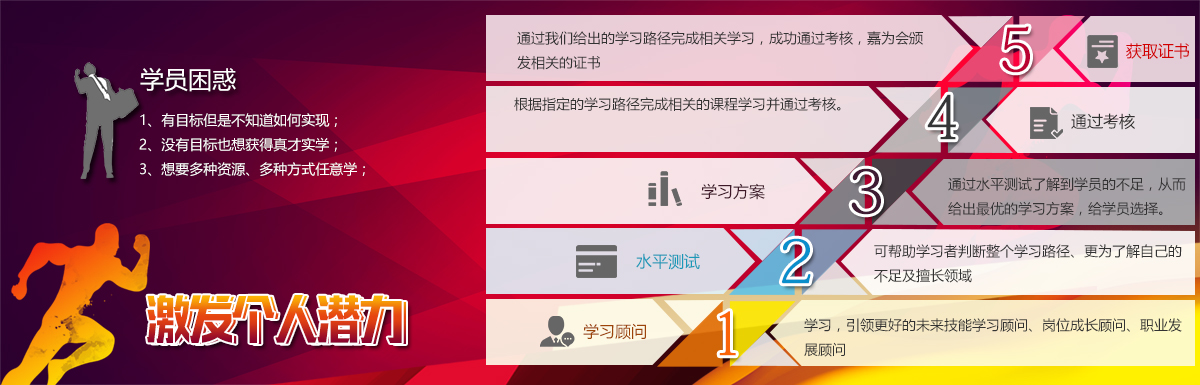 学员困惑
1、有目标但是不知道如何实现；
2、没有目标也想获得真才实学；
3、想要多种资源、多种方式任意学；
激发个人潜力
通过我们给出的学习路径完成相关学习，成功通过考核，嘉为会颁
发相关的证书
5
获取证书
根据指定的学习路径完成相关的课程学习并通过考核。
4
通过考核
学习方案
3
通过水平测试了解到学员的不足，从而
给出最优的学习方案，给学员选择。
水平测试
2
可帮助学习者判断整个学习路径、更为了解自己的
不足及擅长领域
学习顾问
1
学习，引领更好的未来技能学习顾问、岗位成长顾问、职业发
展顾问